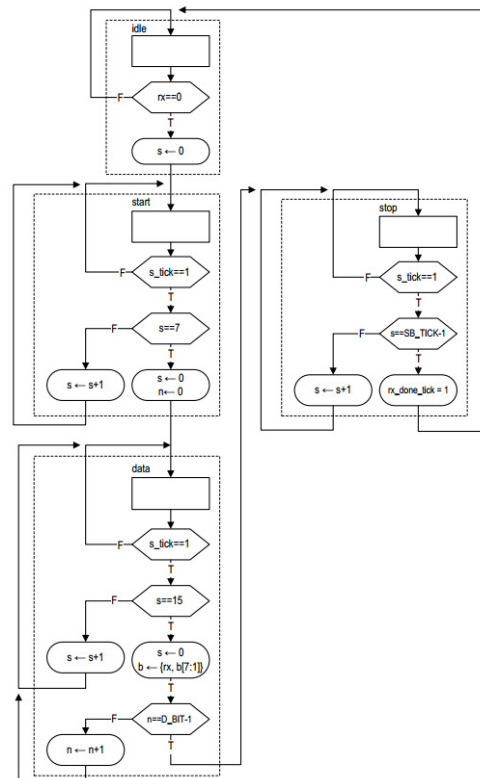 idle
rx==0
F
T
s ← 0
start
s_tick==1
F
T
s==7
F
T
s ← s+1
s ← 0
n← 0
data
s_tick==1
F
T
s==15
F
T
s ← s+1
s ← 0
b ← {rx, b[7:1]}
T
n==D_BIT-1
F
T
n ← n+1
stop
s_tick==1
F
T
s==SB_TICK-1
F
T
s ← s+1
rx_done_tick = 1